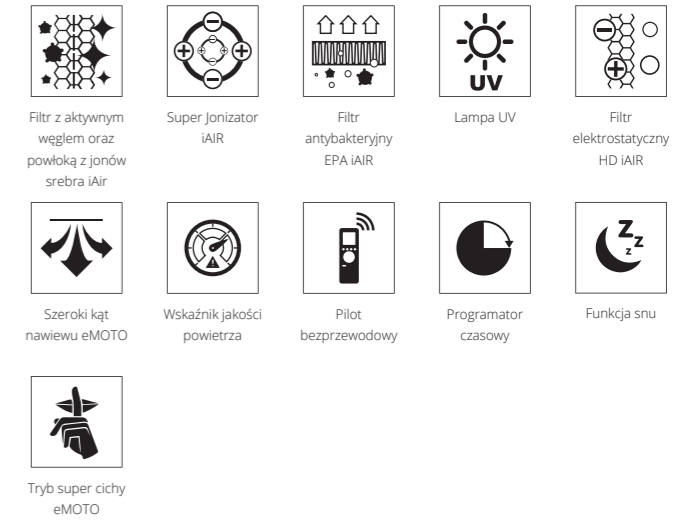 UV
Filtr z aktywnym
węglem oraz
powłoką z jonów
srebra iAir
Super Jonizator
iAIR
Filtr
antybakteryjny
EPA iAIR
Lampa UV
Filtr
elektrostatyczny
HD iAIR
Zzz
Szeroki kąt
nawiewu eMOTO
Wskaźnik jakości
powietrza
Pilot
bezprzewodowy
Programator
czasowy
Funkcja snu
Tryb super cichy
eMOTO